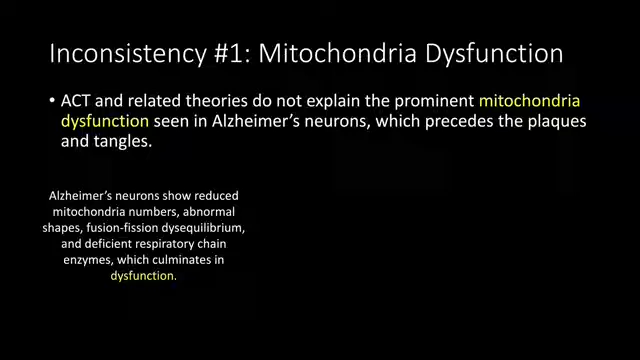 Inconsistency #1: Mitochondria Dysfunction
• ACT and related theories do not explain the prominent mitochondria
dysfunction seen in Alzheimer's neurons, which precedes the plaques
and tangles.
Alzheimer's neurons show reduced
mitochondria numbers, abnormal
shapes, fusion-fission dysequilibrium,
and deficient respiratory chain
enzymes, which culminates in
dysfunction.